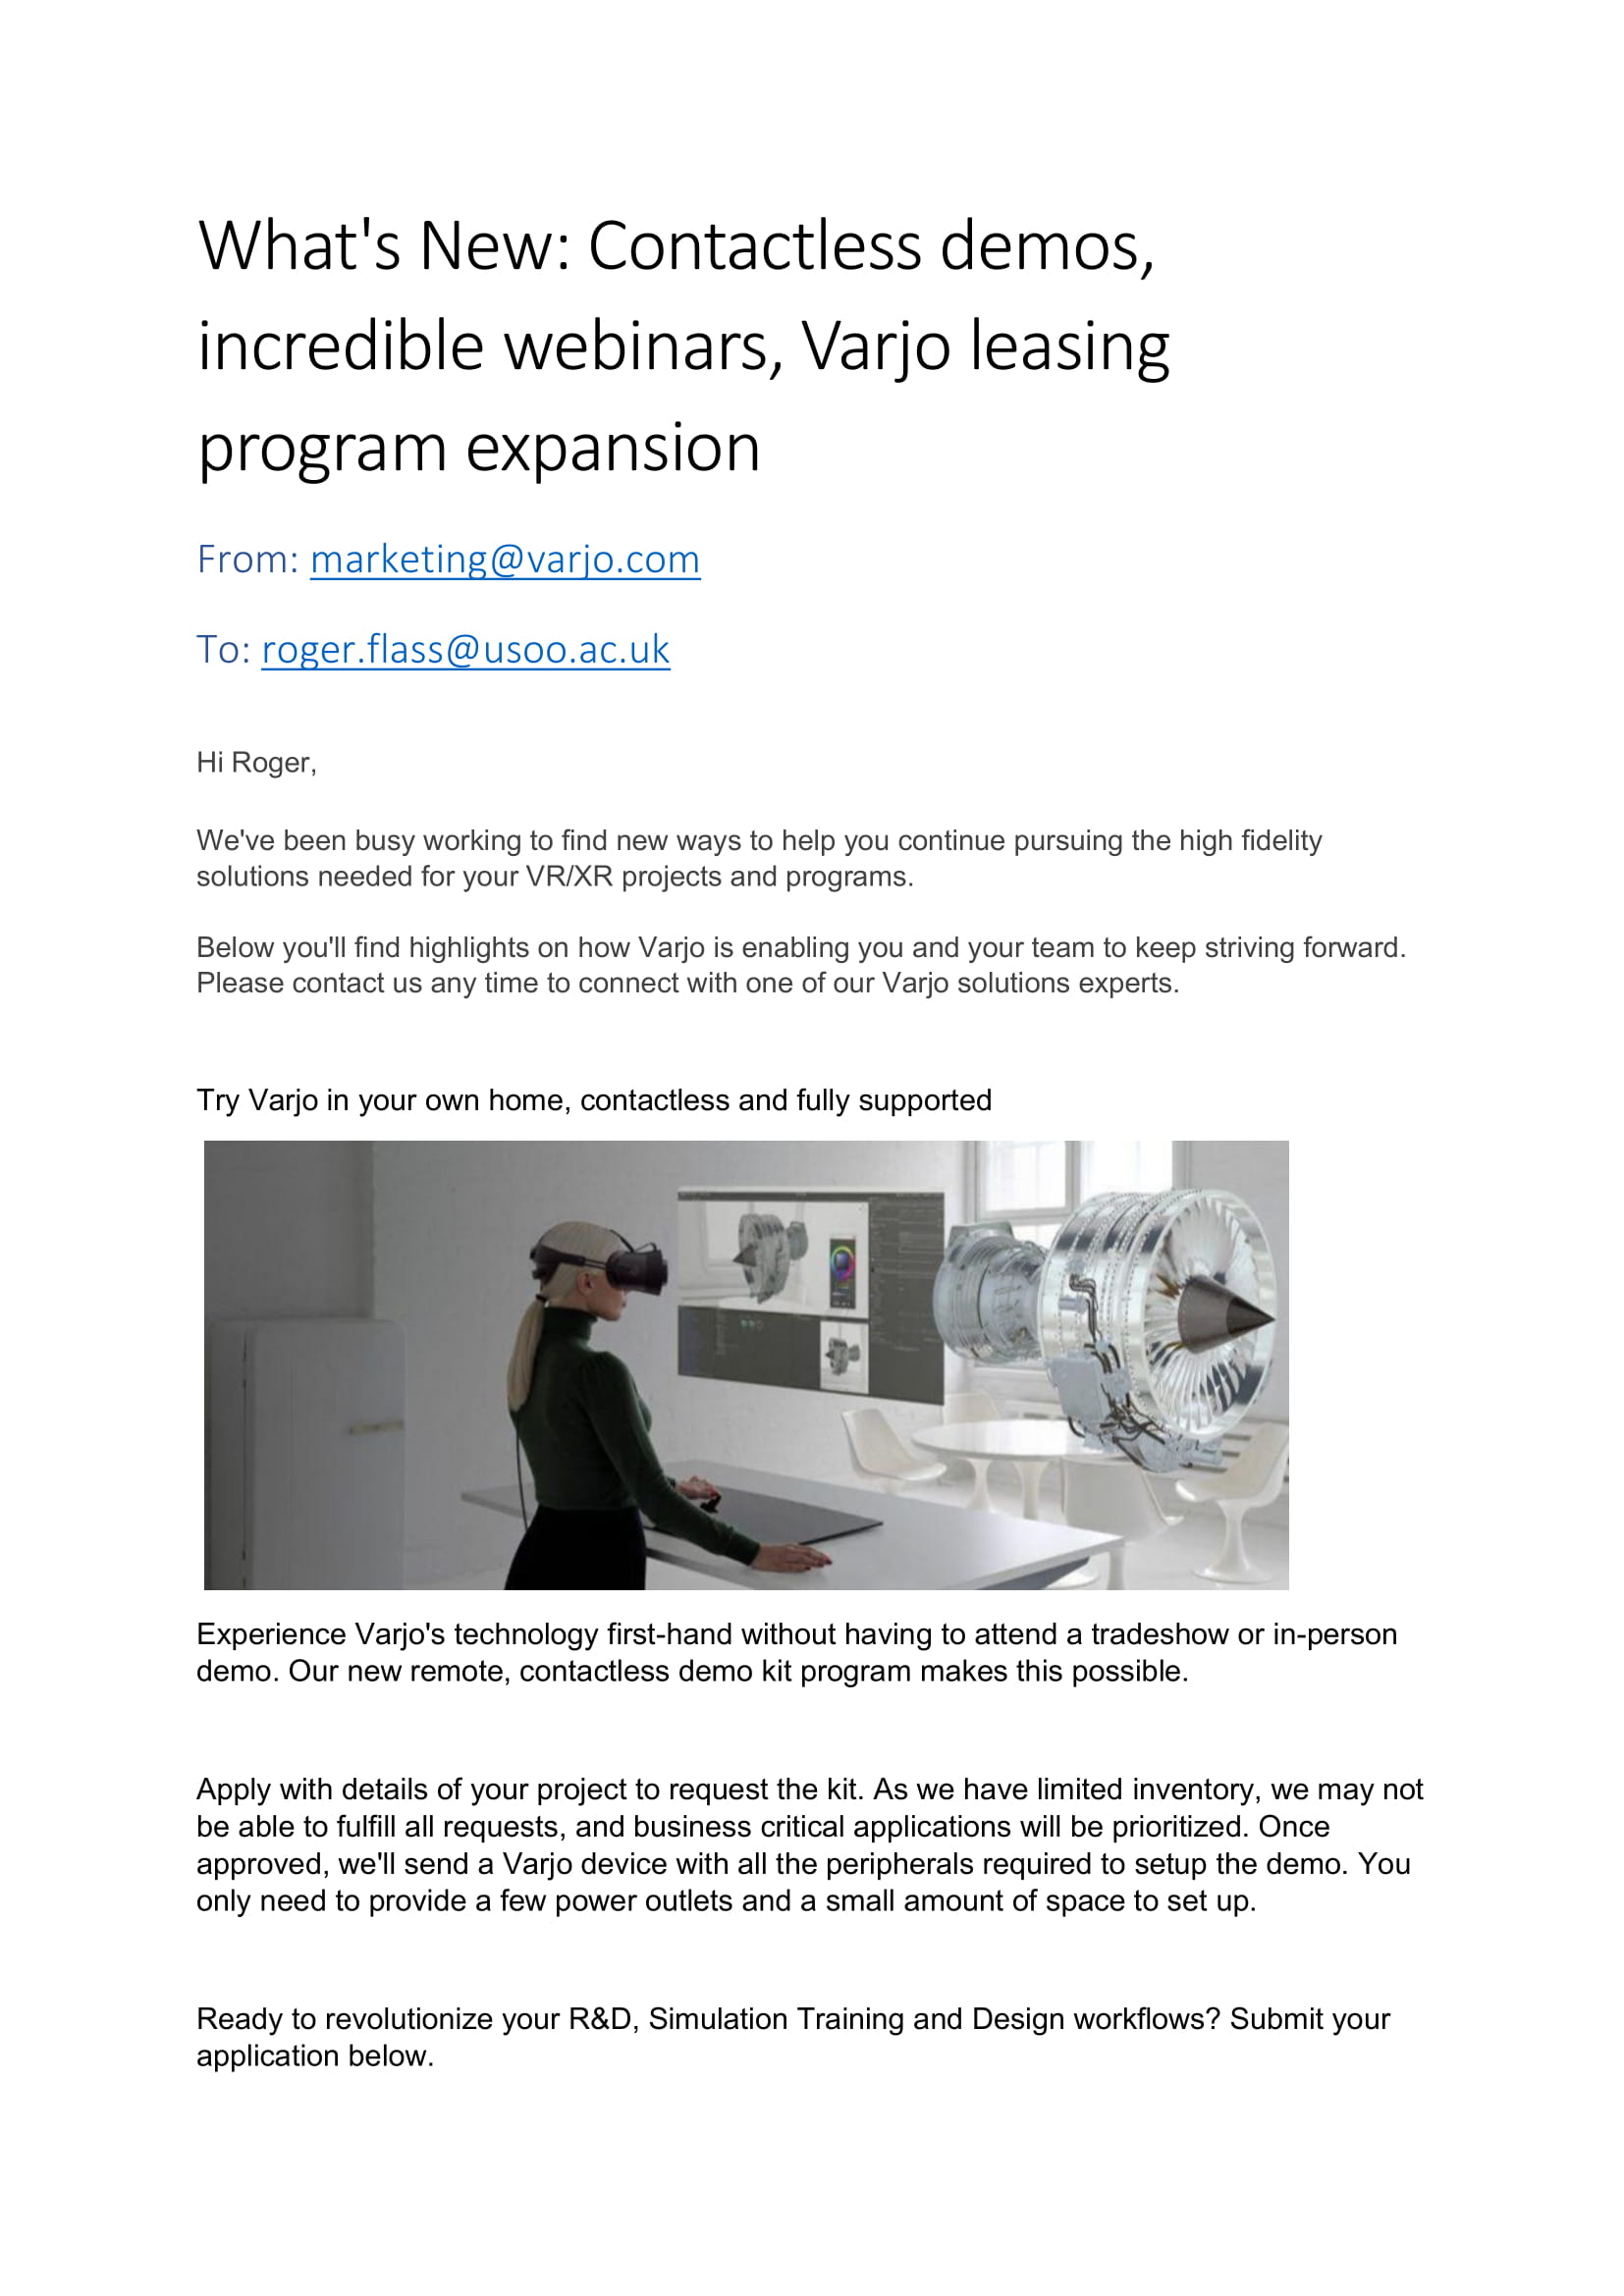 What's New: Contactless demos,
incredible webinars, Varjo leasing
program expansion
From: marketing@varjo.com
To: roger.flass@usoo.ac.uk
Hi Roger,
We've been busy working to find new ways to help you continue pursuing the high fidelity
solutions needed for your VR/XR projects and programs.
Below you'll find highlights on how Varjo is enabling you and your team to keep striving forward.
Please contact us any time to connect with one of our Varjo solutions experts.
Try Varjo in your own home, contactless and fully supported
Experience Varjo's technology first-hand without having to attend a tradeshow or in-person
demo. Our new remote, contactless demo kit program makes this possible.
Apply with details of your project to request the kit. As we have limited inventory, we may not
be able to fulfill all requests, and business critical applications will be prioritized. Once
approved, we'll send a Varjo device with all the peripherals required to setup the demo. You
only need to provide a few power outlets and a small amount of space to set up.
Ready to revolutionize your R&D, Simulation Training and Design workflows? Submit your
application below.